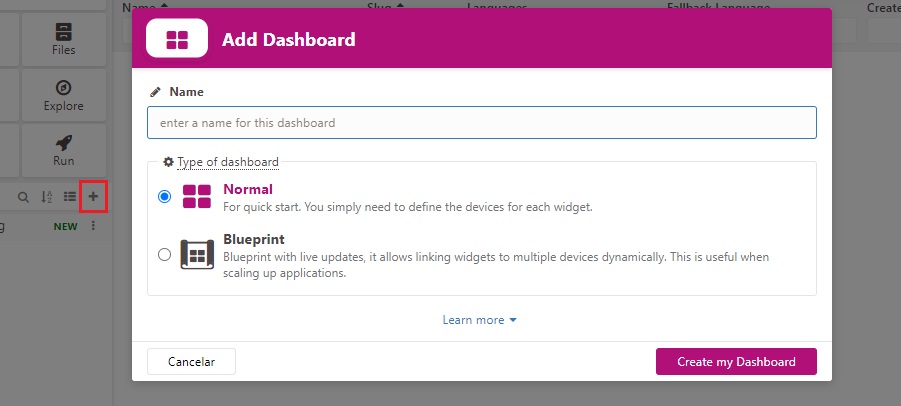 Name Slug Languages Fallback Language Create
Files
Explore
Run
g NEW
Add Dashboard
Name
enter a name for this dashboard
Type of dashboard
Normal
For quick start. You simply need to define the devices for each widget.
Blueprint
Blueprint with live updates, it allows linking widgets to multiple devices dynamically. This is useful when
scaling up applications.
Learn more
Cancelar
Create my Dashboard